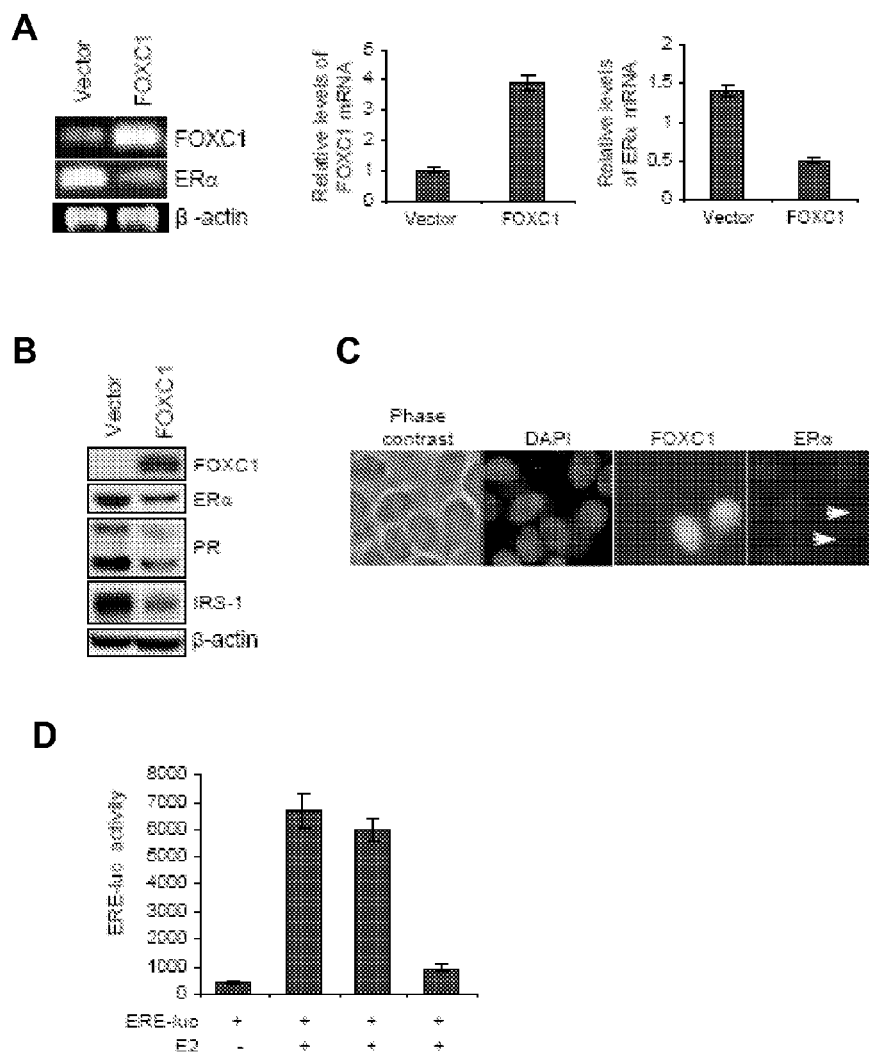 A
Vector
FOXC1
FOXC1
ERα
β -actin
Relative levels of
FOXC1 mRNA
5
4
3
2
1
0
Vector FOXC1
Relative levels
of ERα mRNA
2
1.5
1
0.5
0
Vector FOXC1
B
Vector
FOXC1
FOXC1
ERα
PR
IRS-1
β-actin
C
Phase
contrast
DAPI
FOXC1
ERα
D
ERE-luc activity
8000
7000
6000
5000
4000
3000
2000
1000
0
ERE-luc + + + +
E2 - + + +